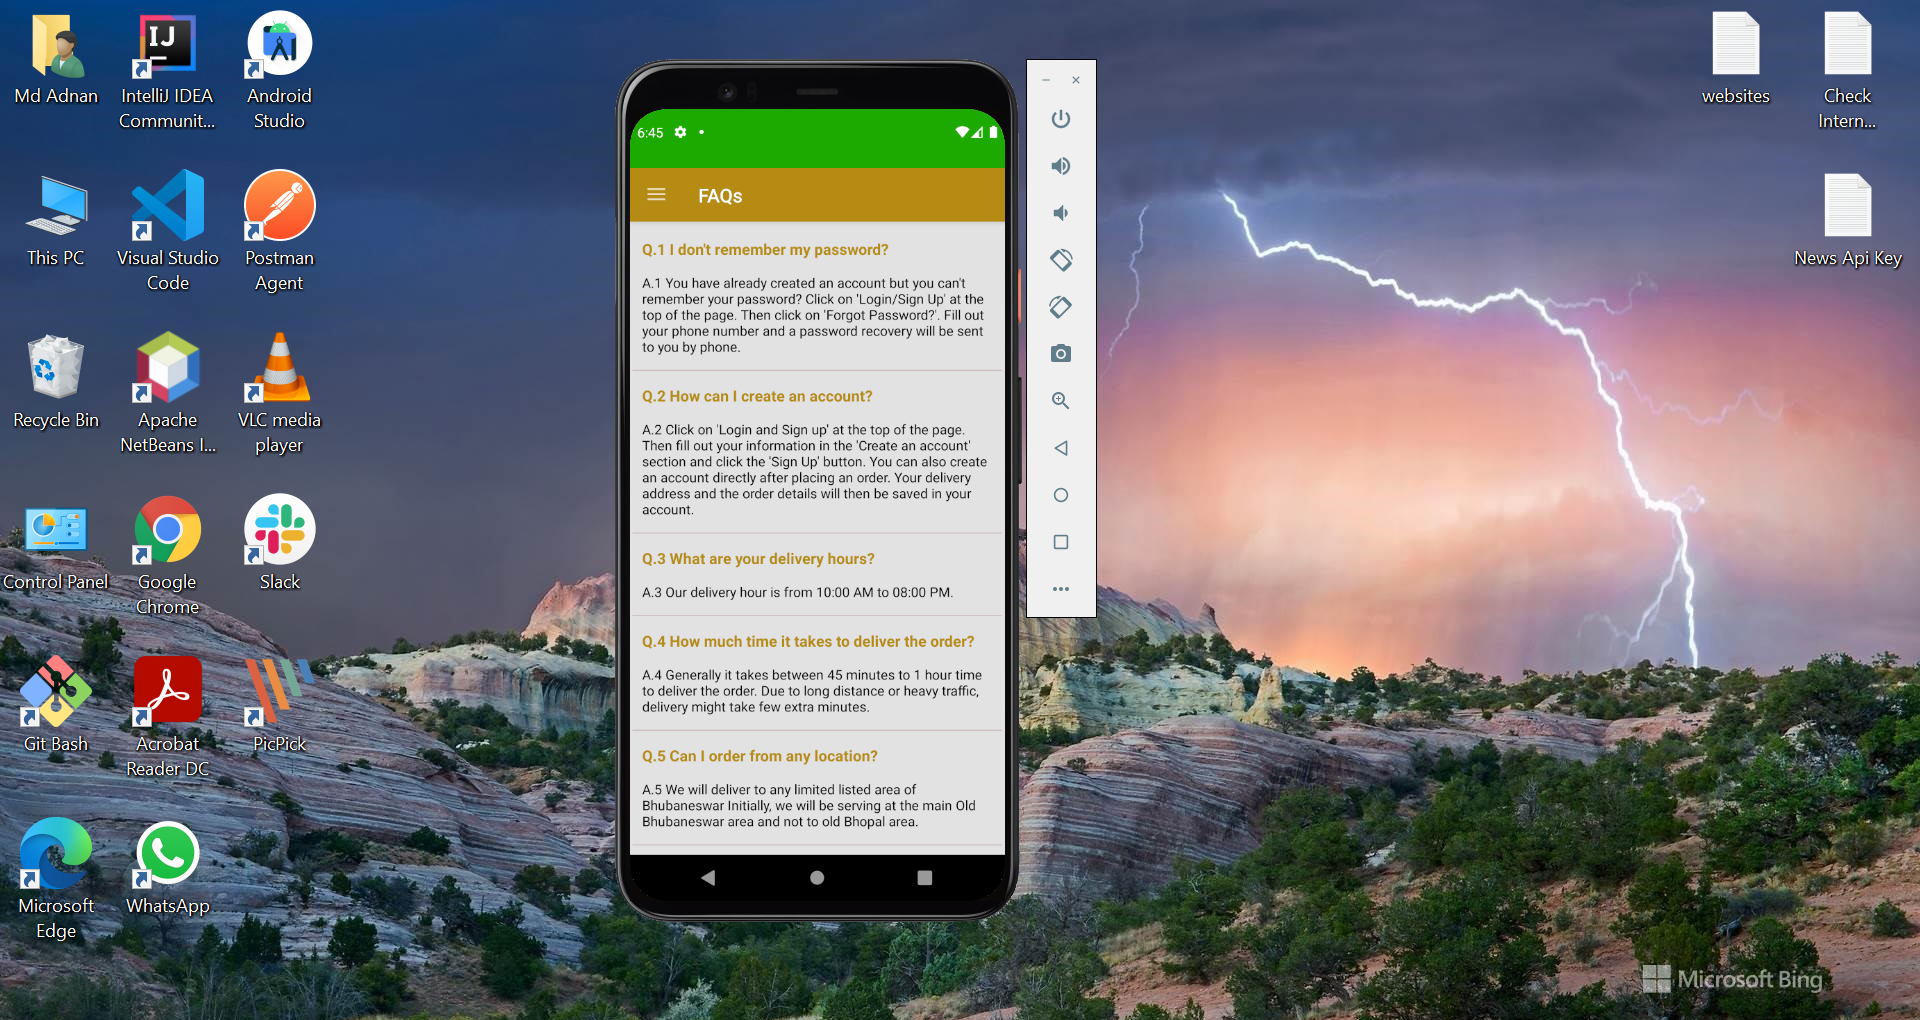 Md Adnan
IntelliJ IDEA
Communit...
Android
Studio
This PC
Visual Studio
Code
Postman
Agent
Recycle Bin
Apache
NetBeans I...
VLC media
player
Control Panel
Google
Chrome
Slack
Git Bash
Acrobat
Reader DC
PicPick
Microsoft
Edge
WhatsApp
IJ
6:45
FAQs
Q.1 I don't remember my password?
A.1 You have already created an account but you can't
remember your password? Click on 'Login/Sign Up' at the
top of the page. Then click on 'Forgot Password?'. Fill out
your phone number and a password recovery will be sent
to you by phone.
Q.2 How can I create an account?
A.2 Click on 'Login and Sign up' at the top of the page.
Then fill out your information in the 'Create an account'
section and click the 'Sign Up' button. You can also create
an account directly after placing an order. Your delivery
address and the order details will then be saved in your
account.
Q.3 What are your delivery hours?
A.3 Our delivery hour is from 10:00 AM to 08:00 PM.
Q.4 How much time it takes to deliver the order?
A.4 Generally it takes between 45 minutes to 1 hour time
to deliver the order. Due to long distance or heavy traffic,
delivery might take few extra minutes.
Q.5 Can I order from any location?
A.5 We will deliver to any limited listed area of
Bhubaneswar Initially, we will be serving at the main Old
Bhubaneswar area and not to old Bhopal area.
websites
Check
Intern...
News Api Key
Microsoft Bing